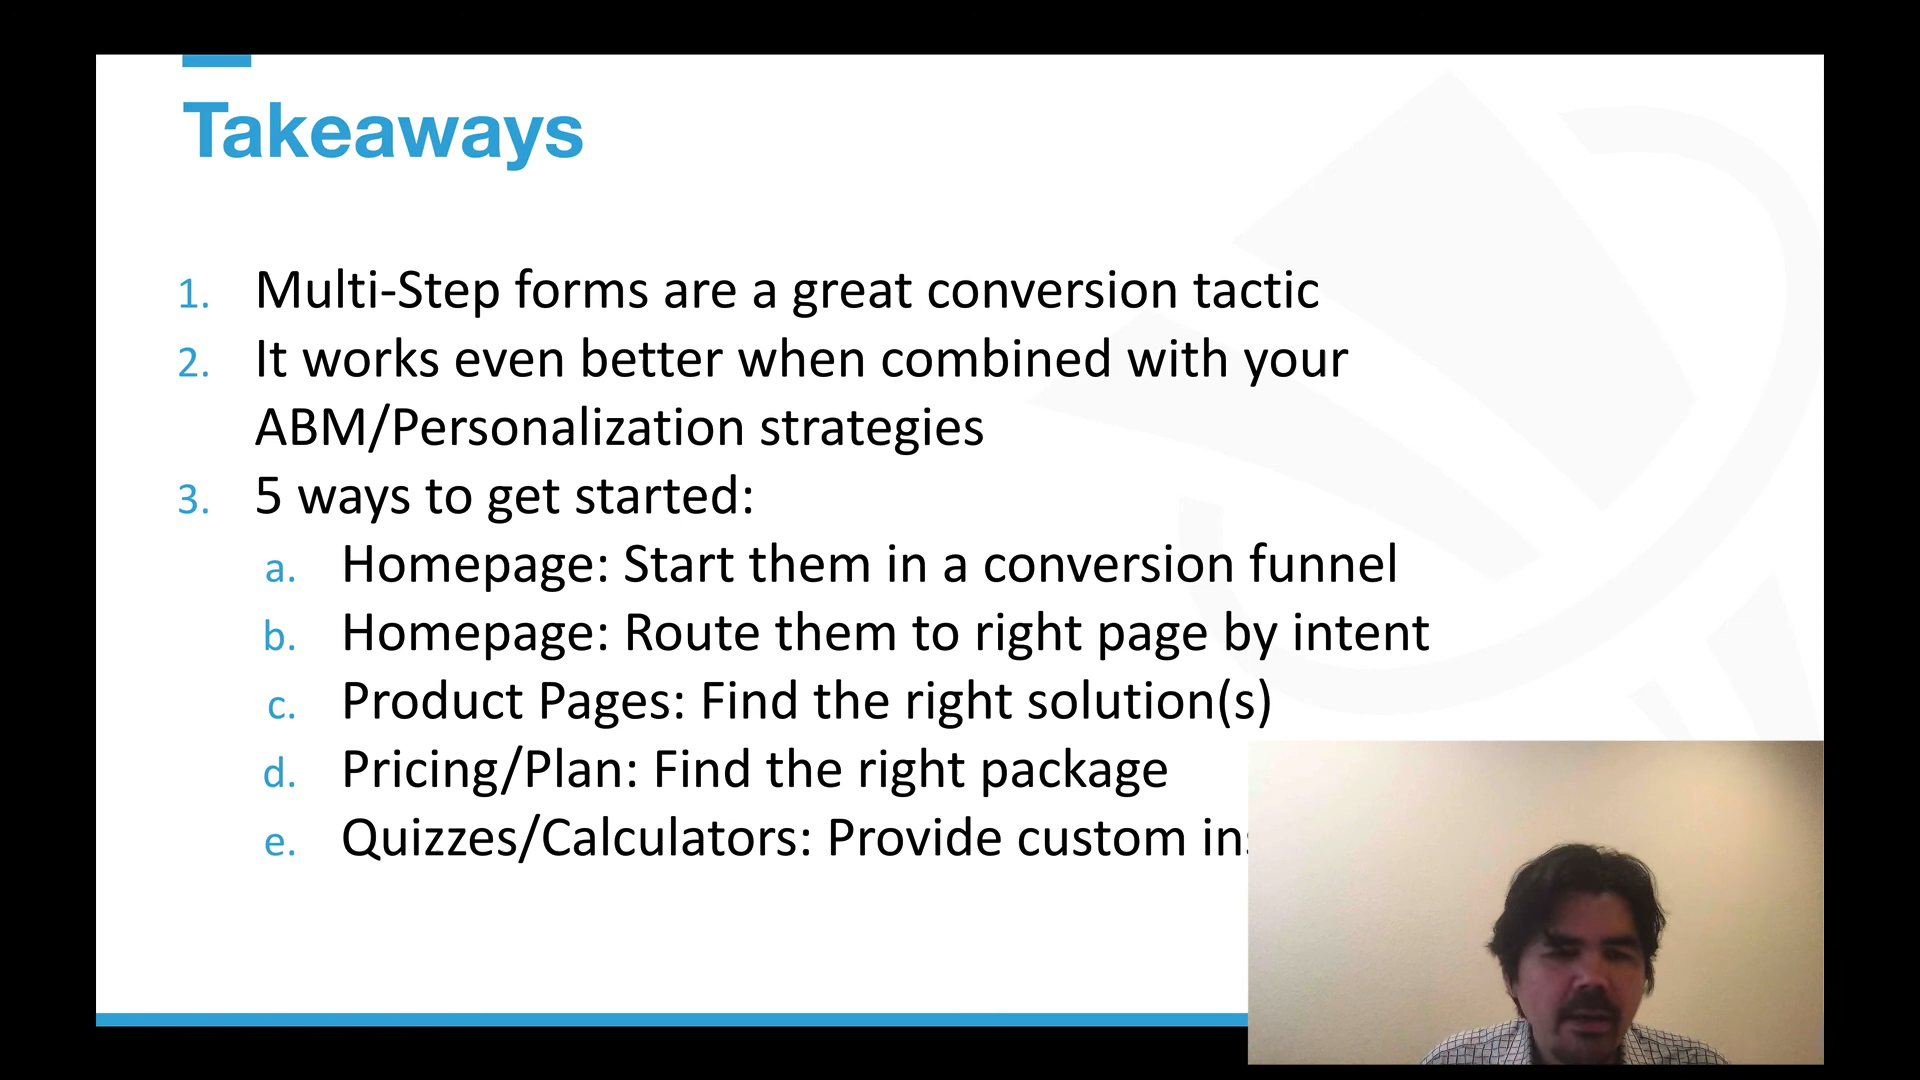 Takeaways
1. Multi-Step forms are a great conversion tactic
2. It works even better when combined with your
ABM/Personalization strategies
3. 5 ways to get started:
a. Homepage: Start them in a conversion funnel
b. Homepage: Route them to right page by intent
c. Product Pages: Find the right solution(s)
d. Pricing/Plan: Find the right package
e. Quizzes/Calculators: Provide custom